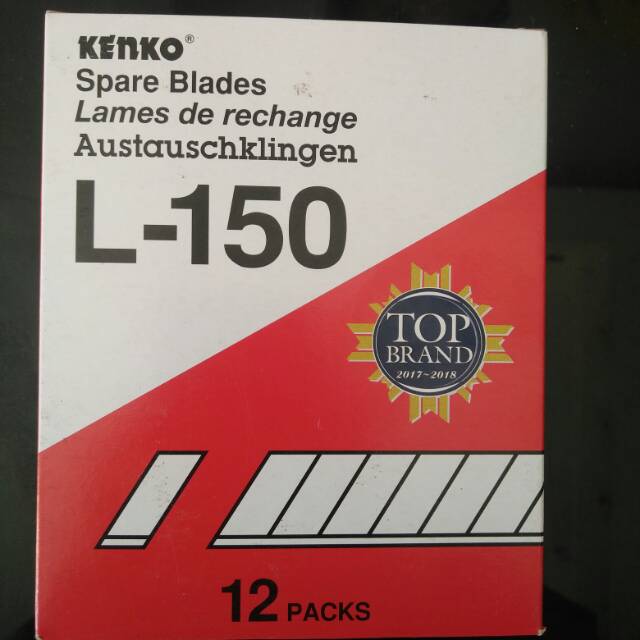 KENKO®
Spare Blades
Lames de rechange
Austauschklingen
L-150
TOP
BRAND
2017~2018
12 PACKS